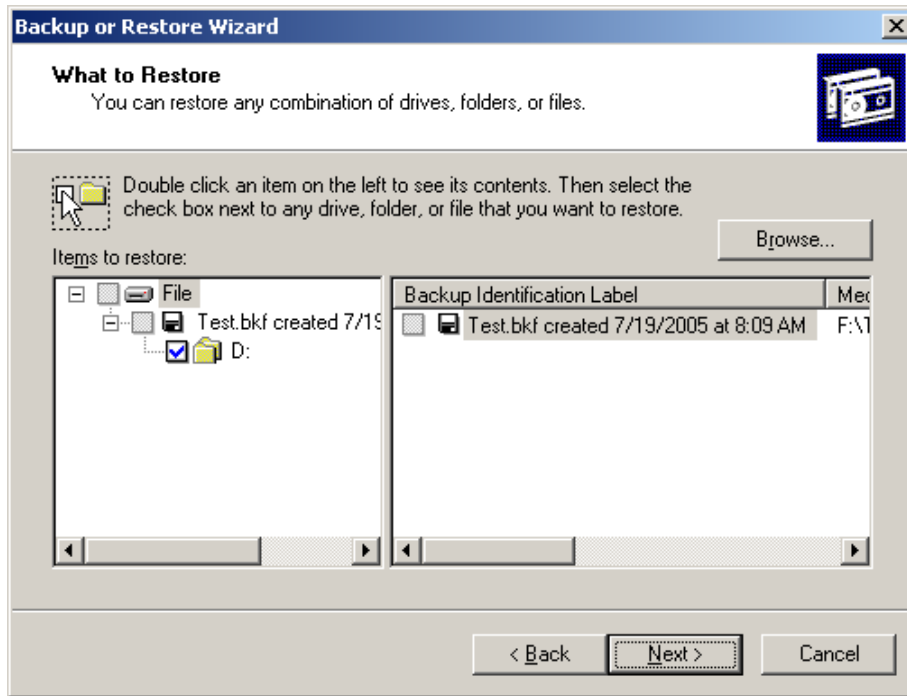 Backup or Restore Wizard
What to Restore
You can restore any combination of drives, folders, or files.
Double click an item on the left to see its contents. Then select the
check box next to any drive, folder, or file that you want to restore.
Browse...
Items to restore:
File
Test.bkf created 7/19
D:
Backup Identification Label
Med
Test.bkf created 7/19/2005 at 8:09 AM
F:\T
< Back
Next >
Cancel